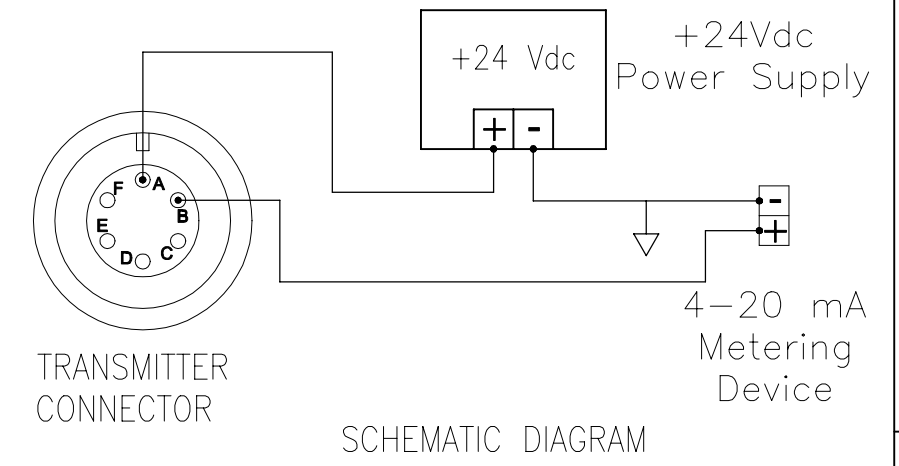 +24 Vdc
+24Vdc
Power Supply
+ -
F A
B
E
D C
-
+
4-20 mA
Metering
Device
TRANSMITTER
CONNECTOR
SCHEMATIC DIAGRAM